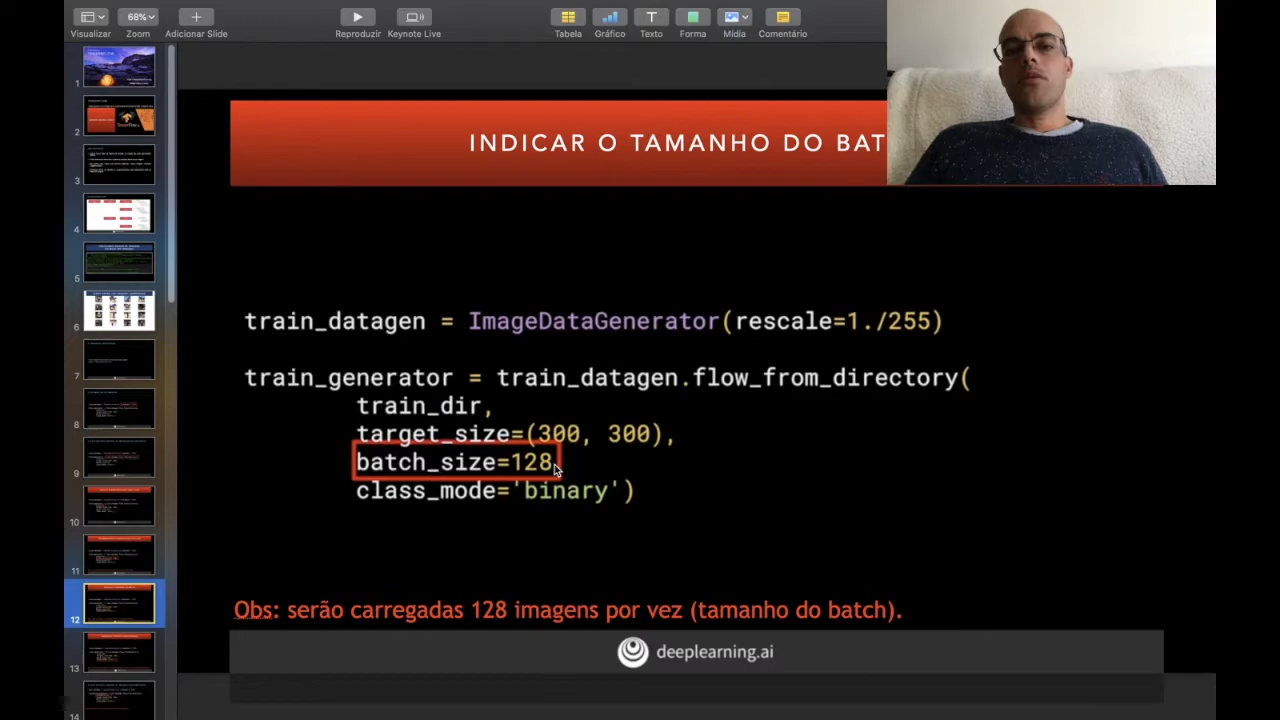 Visualizar
68%
Zoom
Adicionar Slide
Reproduzir
Keynote Live
Tabela
Gráfico
Texto
Forma
Mídia
Comentário
1
2
3
4
5
6
7
8
9
10
11
12
13
14
INDICAR O TAMANHO DO BAT
train_datagen = ImageDataGenerator(rescale=1./255)
train_generator = train_datagen.flow_from_directory(
train_dir,
target_size=(300, 300),
batch_size=128
class_mode='binary')
Obs: serão carregadas 128 imagens por vez (tamanho do batch).
deeplearning.ai